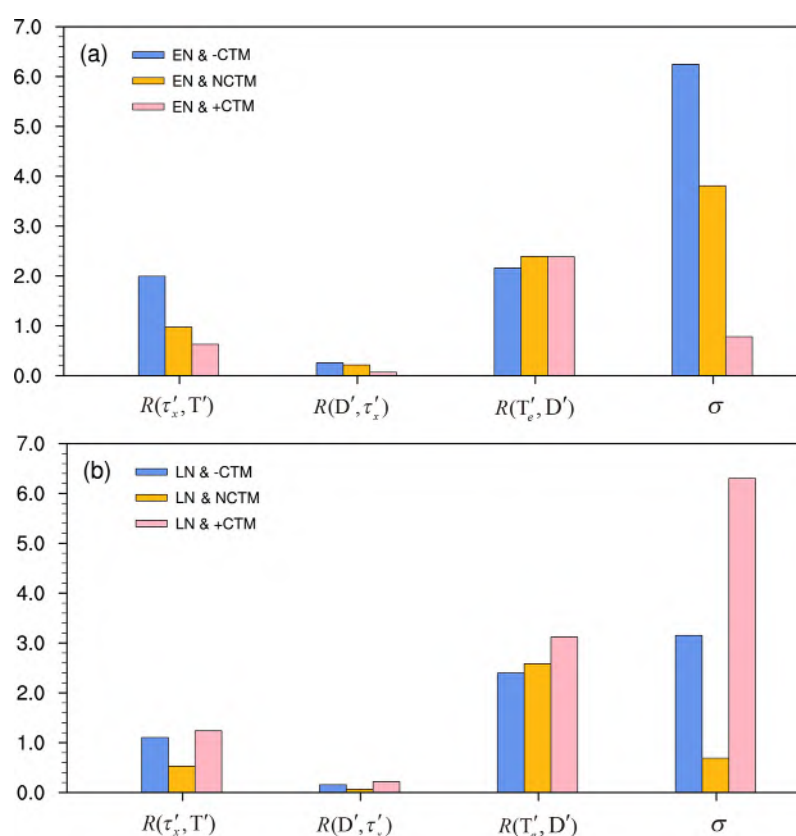 7.0
(a)
EN & -CTM
6.0
EN & NCTM
EN & +CTM
5.0
4.0
3.0
2.0
1.0
0.0
R(τ′ₓ, T′) R(D′, τ′ₓ) R(T′ₑ, D′) σ
7.0
(b)
LN & -CTM
6.0
LN & NCTM
LN & +CTM
5.0
4.0
3.0
2.0
1.0
0.0
R(τ′ₓ, T′) R(D′, τ′ₓ) R(T′ₑ, D′) σ